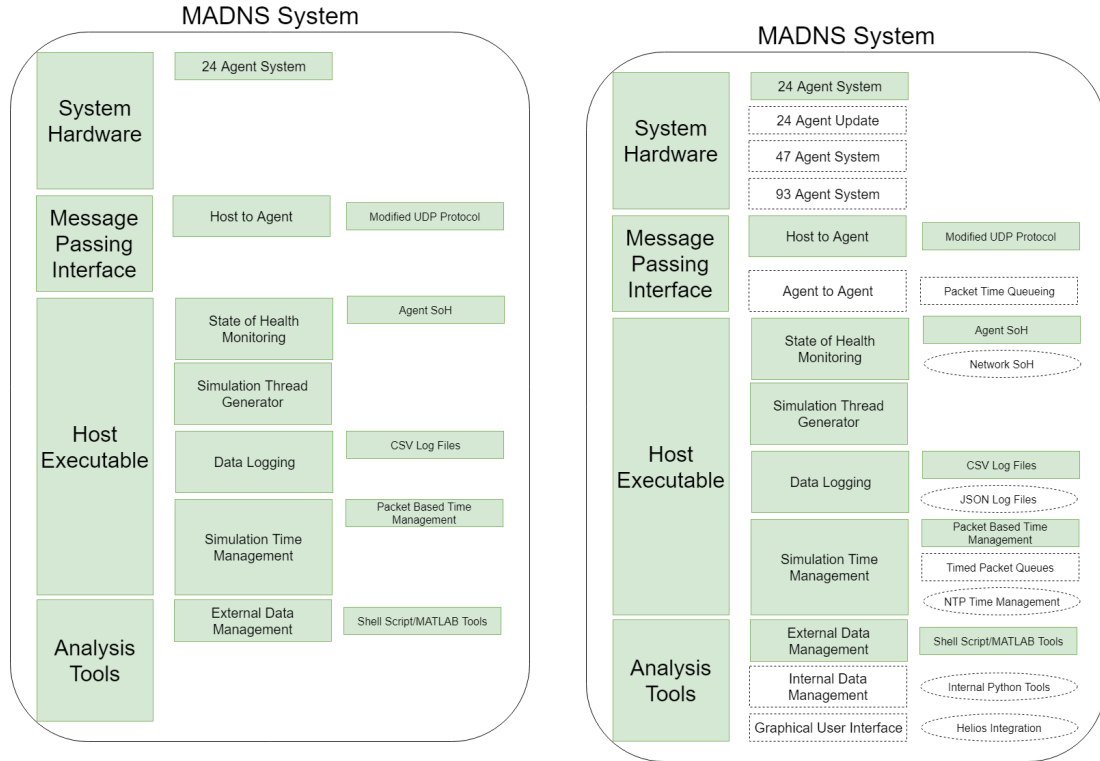 MADNS System
System
Hardware
24 Agent System
Message
Passing
Interface
Host to Agent
Modified UDP Protocol
Host
Executable
State of Health
Monitoring
Agent SoH
Simulation Thread
Generator
Data Logging
CSV Log Files
Simulation Time
Management
Packet Based Time
Management
Analysis
Tools
External Data
Management
Shell Script/MATLAB Tools
MADNS System
System
Hardware
24 Agent System
24 Agent Update
47 Agent System
93 Agent System
Message
Passing
Interface
Host to Agent
Modified UDP Protocol
Agent to Agent
Packet Time Queueing
Host
Executable
State of Health
Monitoring
Agent SoH
Network SoH
Simulation Thread
Generator
Data Logging
CSV Log Files
JSON Log Files
Simulation Time
Management
Packet Based Time
Management
Timed Packet Queues
NTP Time Management
Analysis
Tools
External Data
Management
Shell Script/MATLAB Tools
Internal Data
Management
Internal Python Tools
Graphical User Interface
Helios Integration